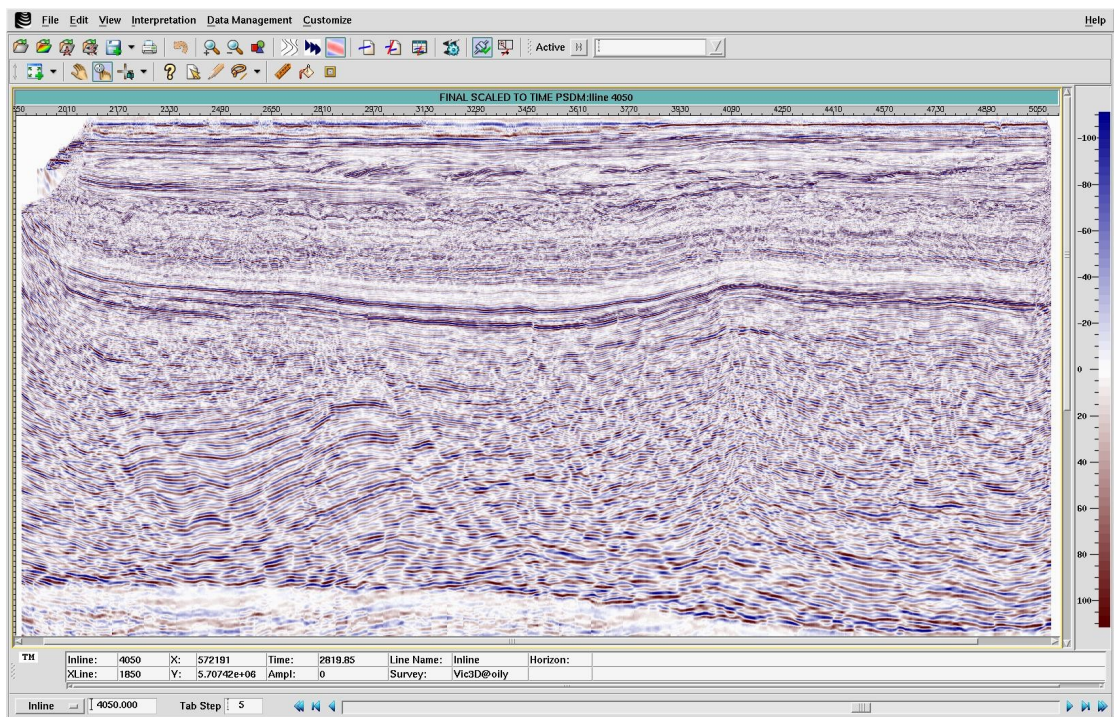 File Edit View Interpretation Data Management Customize Help
Active H
FINAL SCALED TO TIME PSDM:Iline 4050
850 2010 2170 2330 2490 2650 2810 2970 3130 3290 3450 3610 3770 3930 4090 4250 4410 4570 4730 4890 5050
-100
-80
-60
-40
-20
0
20
40
60
80
100
TM Inline: 4050 X: 572191 Time: 2819.85 Line Name: Inline Horizon:
XLine: 1850 Y: 5.70742e+06 Ampl: 0 Survey: Vic3D@oily
Inline 4050.000 Tab Step 5